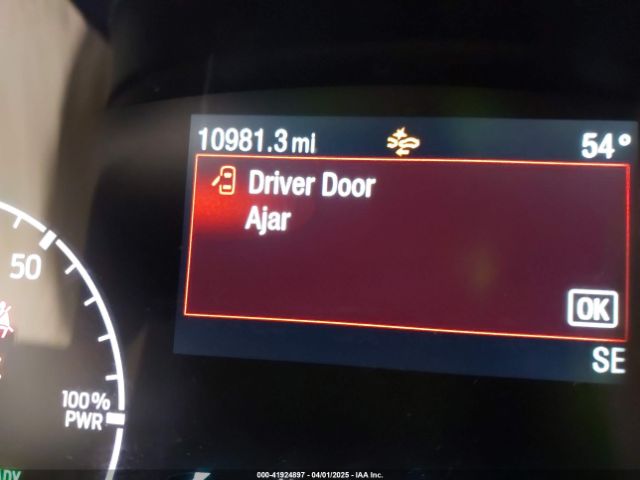 10981.3 mi 54°
Driver Door
Ajar
OK
SE
50
100%
PWR
000-41924897 - 04/01/2025 - IAA Inc.